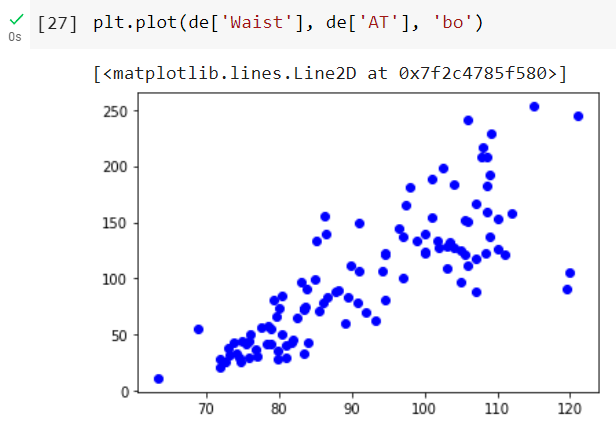 [27] plt.plot(de['Waist'], de['AT'], 'bo')
0s
[<matplotlib.lines.Line2D at 0x7f2c4785f580>]
250
200
150
100
50
0
70 80 90 100 110 120